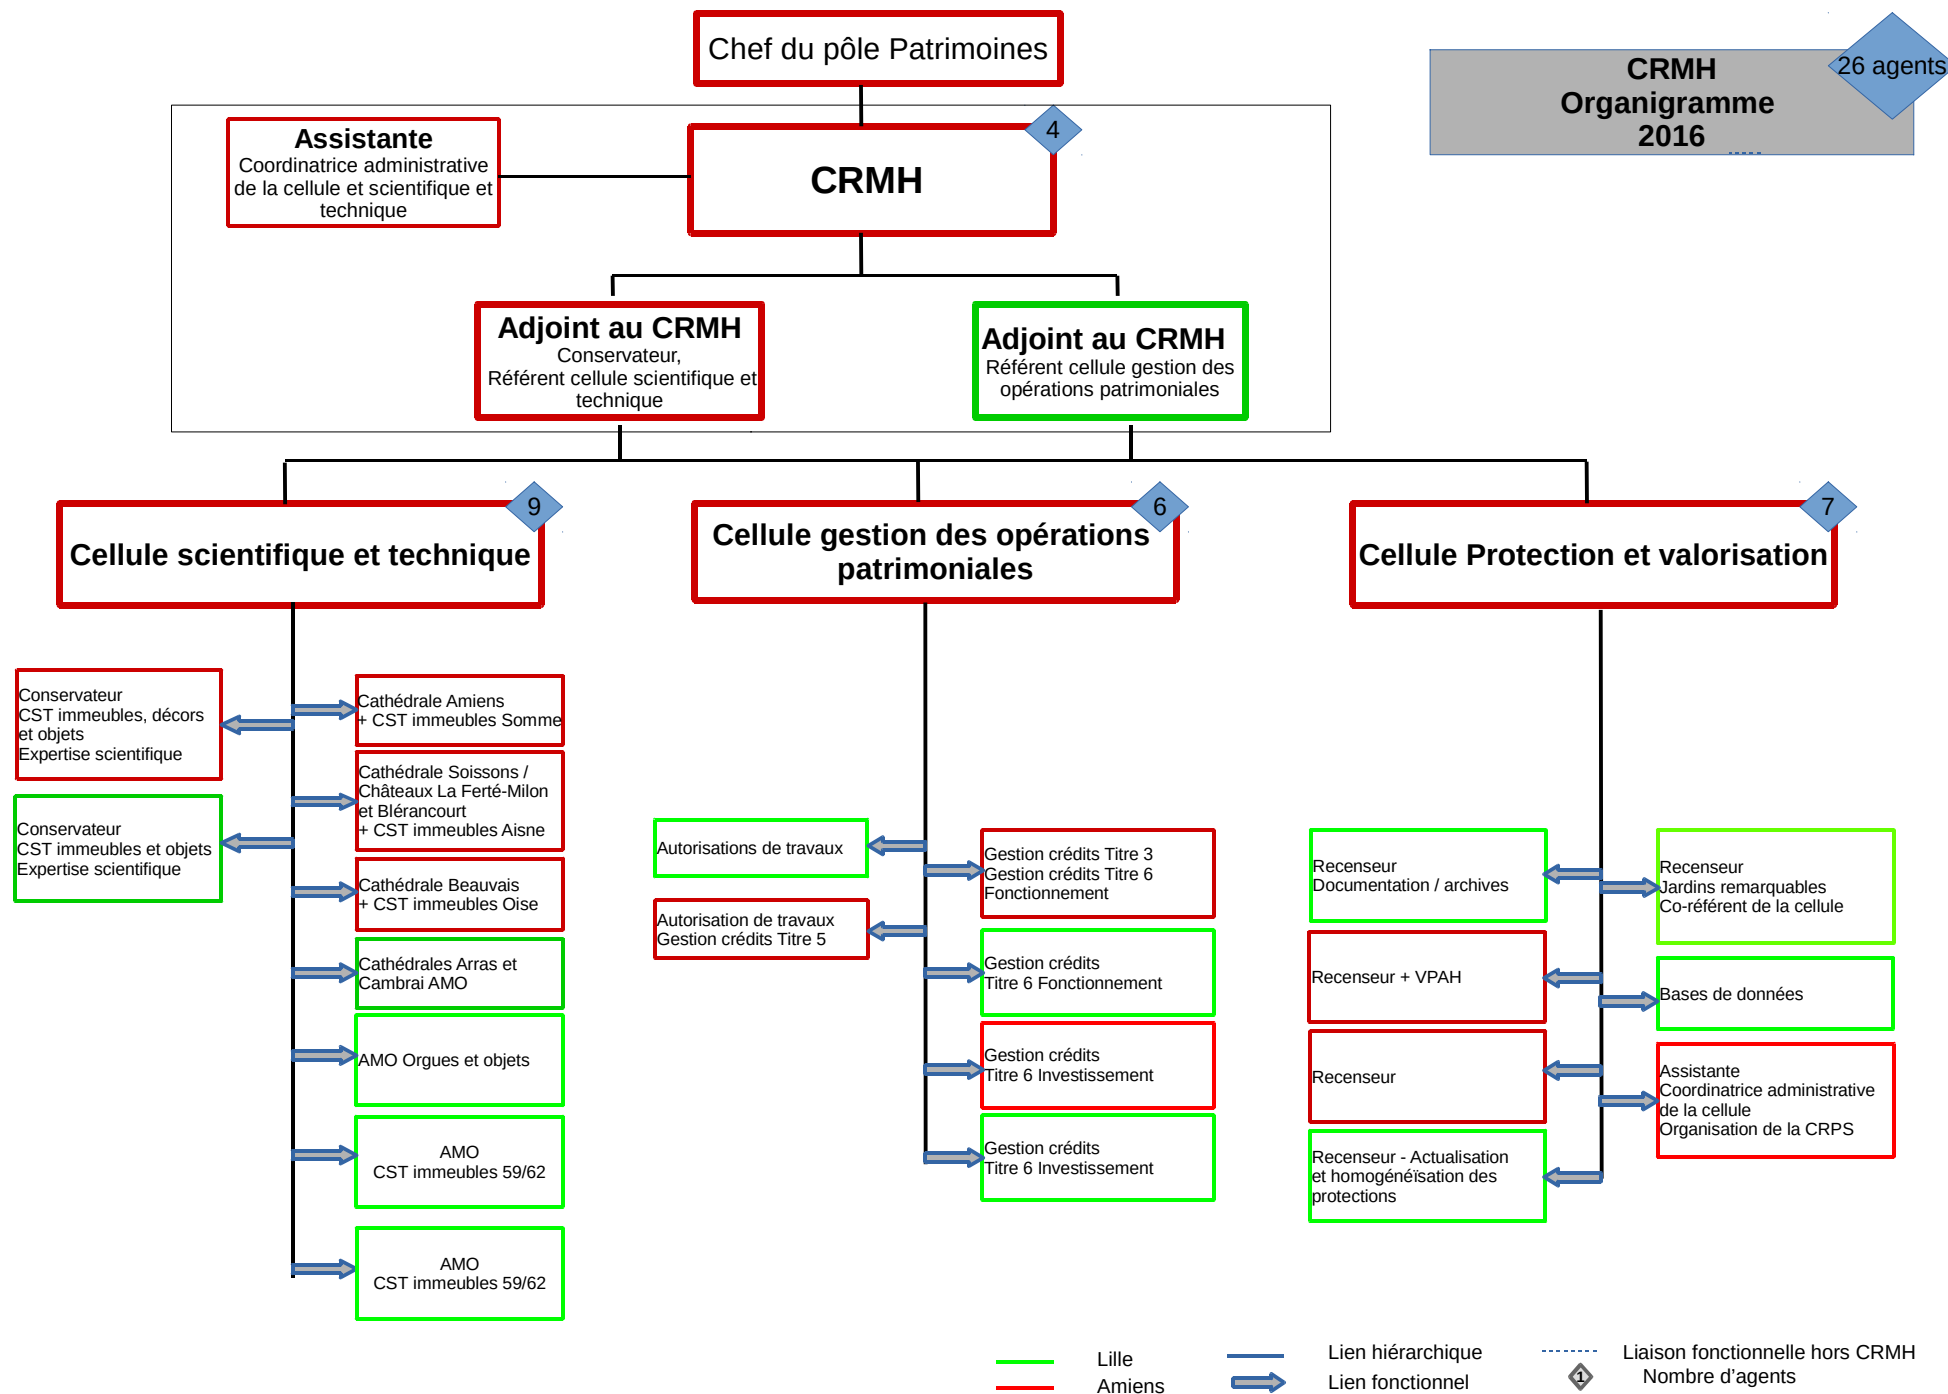 Chef du pôle Patrimoines
CRMH
Organigramme
2016
26 agents
Assistante
Coordinatrice administrative
de la cellule et scientifique et
technique
CRMH
4
Adjoint au CRMH
Conservateur,
Référent cellule scientifique et
technique
Adjoint au CRMH
Référent cellule gestion des
opérations patrimoniales
Cellule scientifique et technique
9
Cellule gestion des opérations
patrimoniales
6
Cellule Protection et valorisation
7
Conservateur
CST immeubles, décors
et objets
Expertise scientifique
Conservateur
CST immeubles et objets
Expertise scientifique
Cathédrale Amiens
+ CST immeubles Somme
Cathédrale Soissons /
Châteaux La Ferté-Milon
et Blérancourt
+ CST immeubles Aisne
Cathédrale Beauvais
+ CST immeubles Oise
Cathédrales Arras et
Cambrai AMO
AMO Orgues et objets
AMO
CST immeubles 59/62
AMO
CST immeubles 59/62
Autorisations de travaux
Autorisation de travaux
Gestion crédits Titre 5
Gestion crédits Titre 3
Gestion crédits Titre 6
Fonctionnement
Gestion crédits
Titre 6 Fonctionnement
Gestion crédits
Titre 6 Investissement
Gestion crédits
Titre 6 Investissement
Recenseur
Documentation / archives
Recenseur + VPAH
Recenseur
Recenseur - Actualisation
et homogénéïsation des
protections
Recenseur
Jardins remarquables
Co-référent de la cellule
Bases de données
Assistante
Coordinatrice administrative
de la cellule
Organisation de la CRPS
Lille
Amiens
Lien hiérarchique
Lien fonctionnel
Liaison fonctionnelle hors CRMH
1
Nombre d'agents